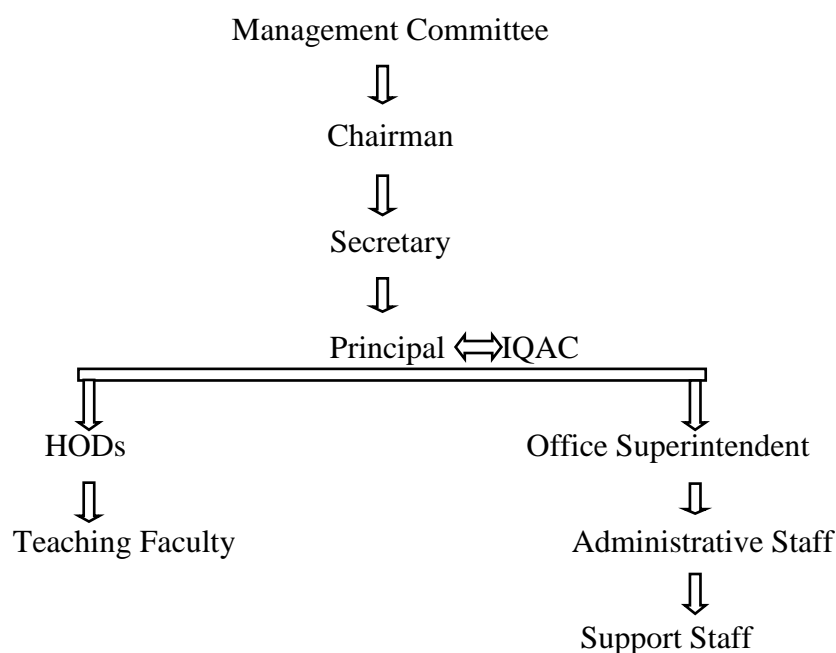 Management Committee
Chairman
Secretary
Principal IQAC
HODs Office Superintendent
Teaching Faculty Administrative Staff
Support Staff